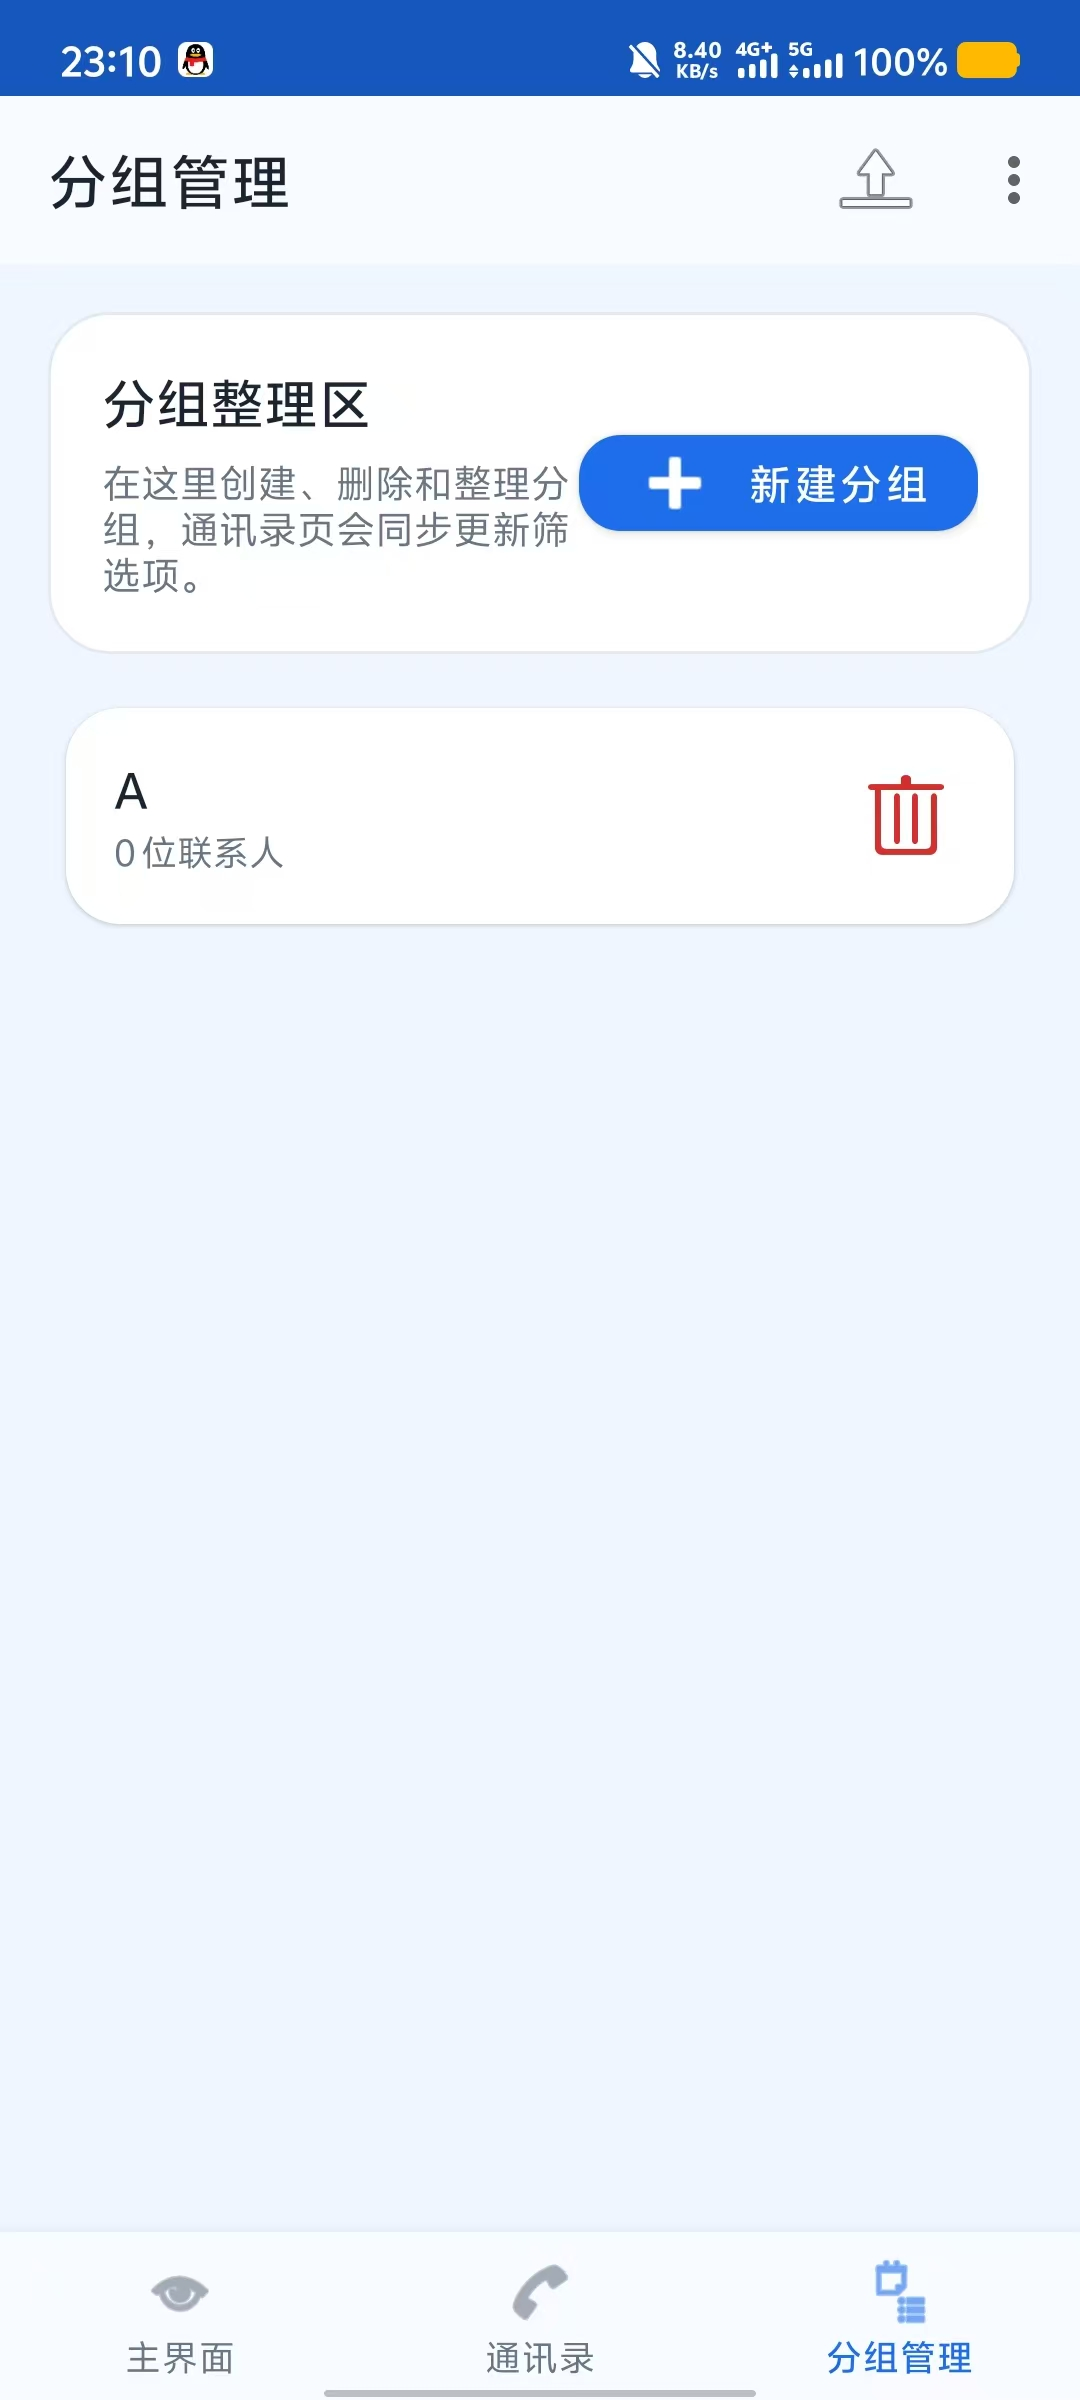 23:10
8.40
KB/s
4G+
5G
100%
分组管理
分组整理区
在这里创建、删除和整理分
组，通讯录页会同步更新筛
选项。
新建分组
A
0 位联系人
主界面
通讯录
分组管理